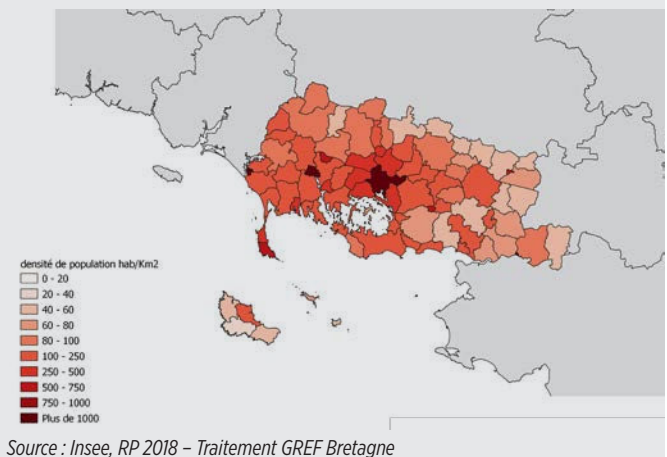 densité de population hab/Km2
0 - 20
20 - 40
40 - 60
60 - 80
80 - 100
100 - 250
250 - 500
500 - 750
750 - 1000
Plus de 1000
Source : Insee, RP 2018 – Traitement GREF Bretagne